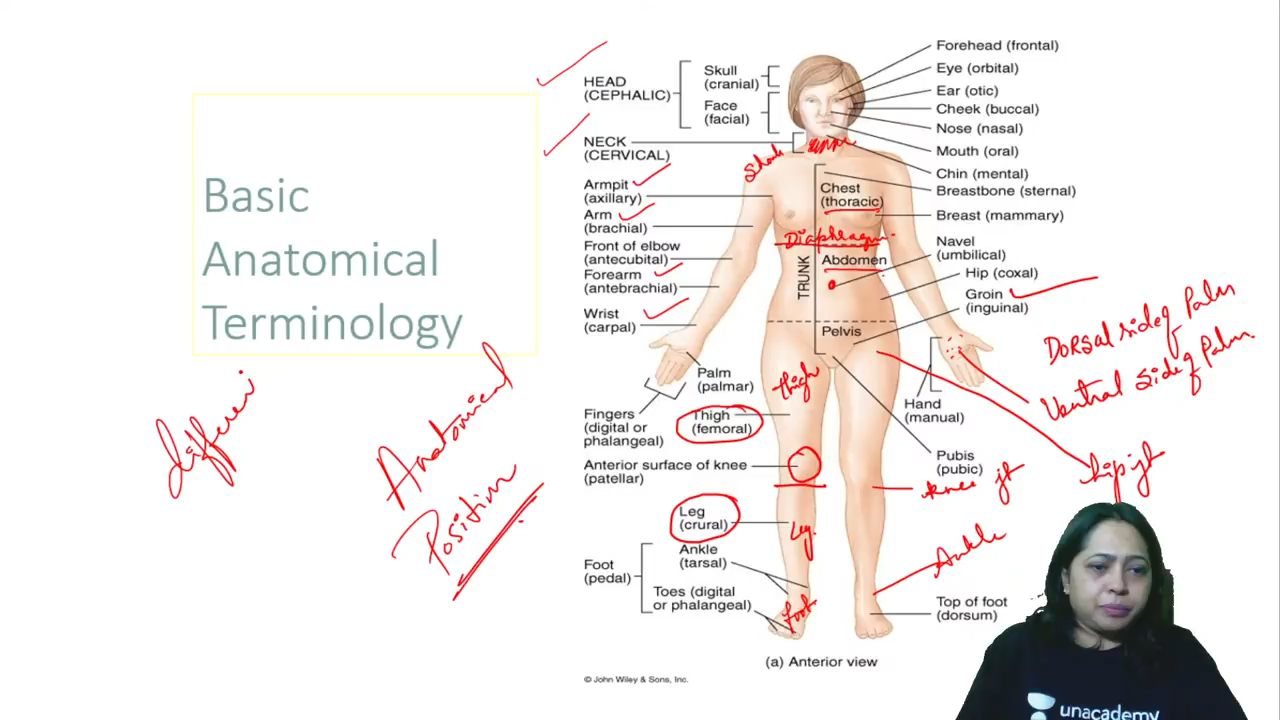 Basic
Anatomical
Terminology
Anatomical
Position
HEAD
(CEPHALIC)
Skull
(cranial)
Face
(facial)
NECK
(CERVICAL)
Armpit
(axillary)
Arm
(brachial)
Front of elbow
(antecubital)
Forearm
(antebrachial)
Wrist
(carpal)
Palm
(palmar)
Fingers
(digital or
phalangeal)
Thigh
(femoral)
Anterior surface of knee
(patellar)
Leg
(crural)
Ankle
(tarsal)
Foot
(pedal)
Toes (digital
or phalangeal)
Chest
(thoracic)
Diaphragm
Abdomen
TRUNK
Pelvis
thigh
Leg
foot
Forehead (frontal)
Eye (orbital)
Ear (otic)
Cheek (buccal)
Nose (nasal)
Mouth (oral)
Chin (mental)
Breastbone (sternal)
Breast (mammary)
Navel
(umbilical)
Hip (coxal)
Groin
(inguinal)
Dorsal side of Palm
Ventral side of Palm
Hand
(manual)
Pubis
(pubic)
hip jt
knee jt
Ankle
Top of foot
(dorsum)
(a) Anterior view
© John Wiley & Sons, Inc.
unacademy